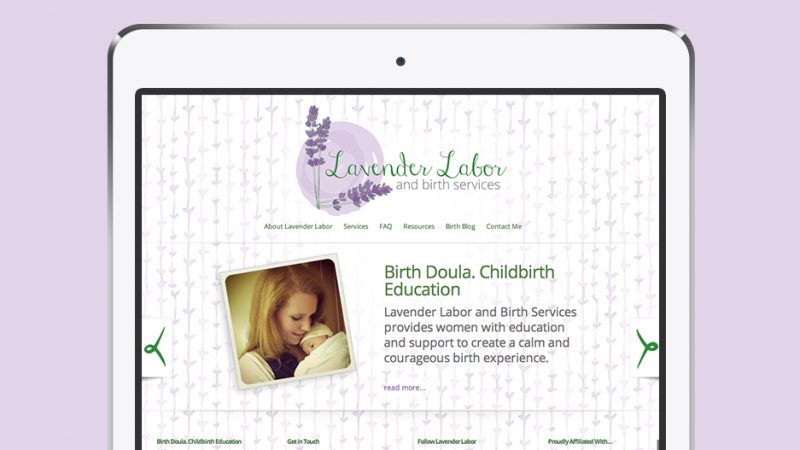 Lavender Labor
and birth services
About Lavender Labor Services FAQ Resources Birth Blog Contact Me
Birth Doula. Childbirth
Education
Lavender Labor and Birth Services
provides women with education
and support to create a calm and
courageous birth experience.
read more...
Birth Doula. Childbirth Education Get in Touch Follow Lavender Labor Proudly Affiliated With...